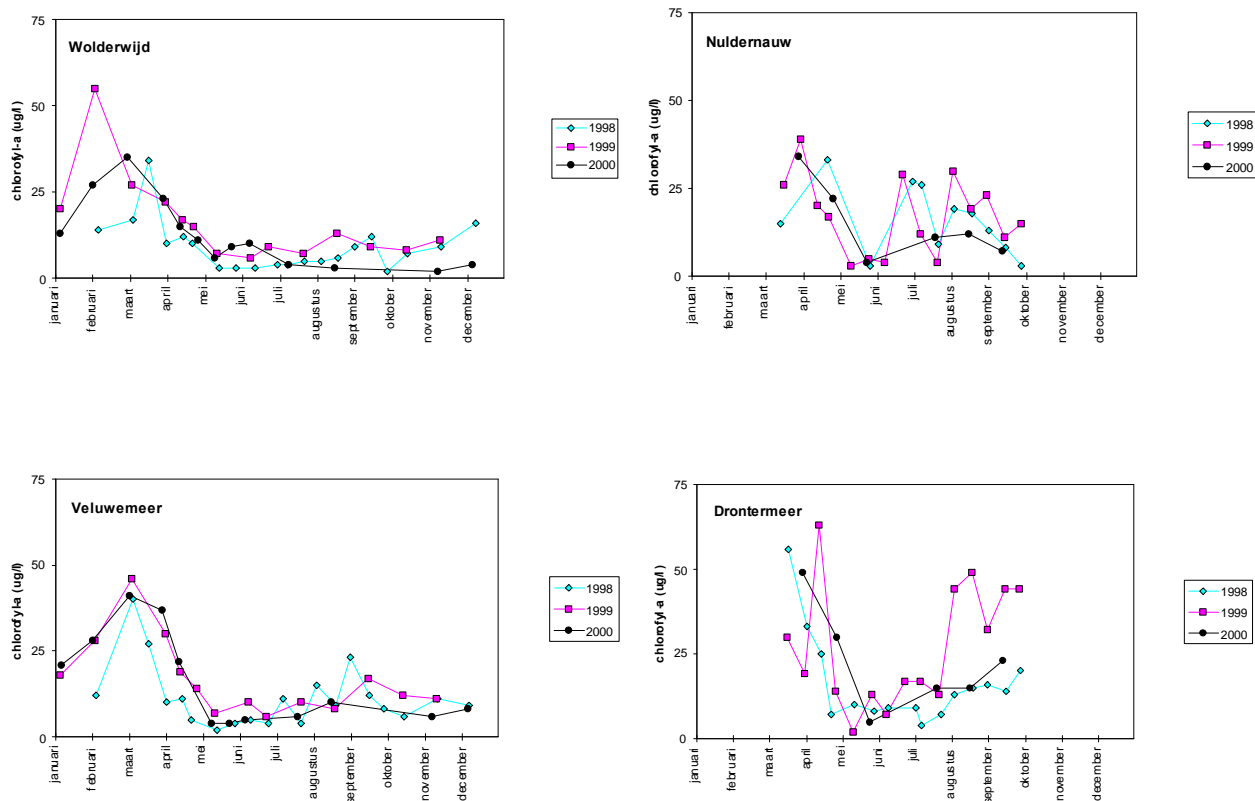 Wolderwijd
chlorofyl-a (ug/l)
75
50
25
0
januari
februari
maart
april
mei
juni
juli
augustus
september
oktober
november
december
1998
1999
2000
Nuldernauw
chlorofyl-a (ug/l)
75
50
25
0
januari
februari
maart
april
mei
juni
juli
augustus
september
oktober
november
december
1998
1999
2000
Veluwemeer
chlorofyl-a (ug/l)
75
50
25
0
januari
februari
maart
april
mei
juni
juli
augustus
september
oktober
november
december
1998
1999
2000
Drontermeer
chlorofyl-a (ug/l)
75
50
25
0
januari
februari
maart
april
mei
juni
juli
augustus
september
oktober
november
december
1998
1999
2000